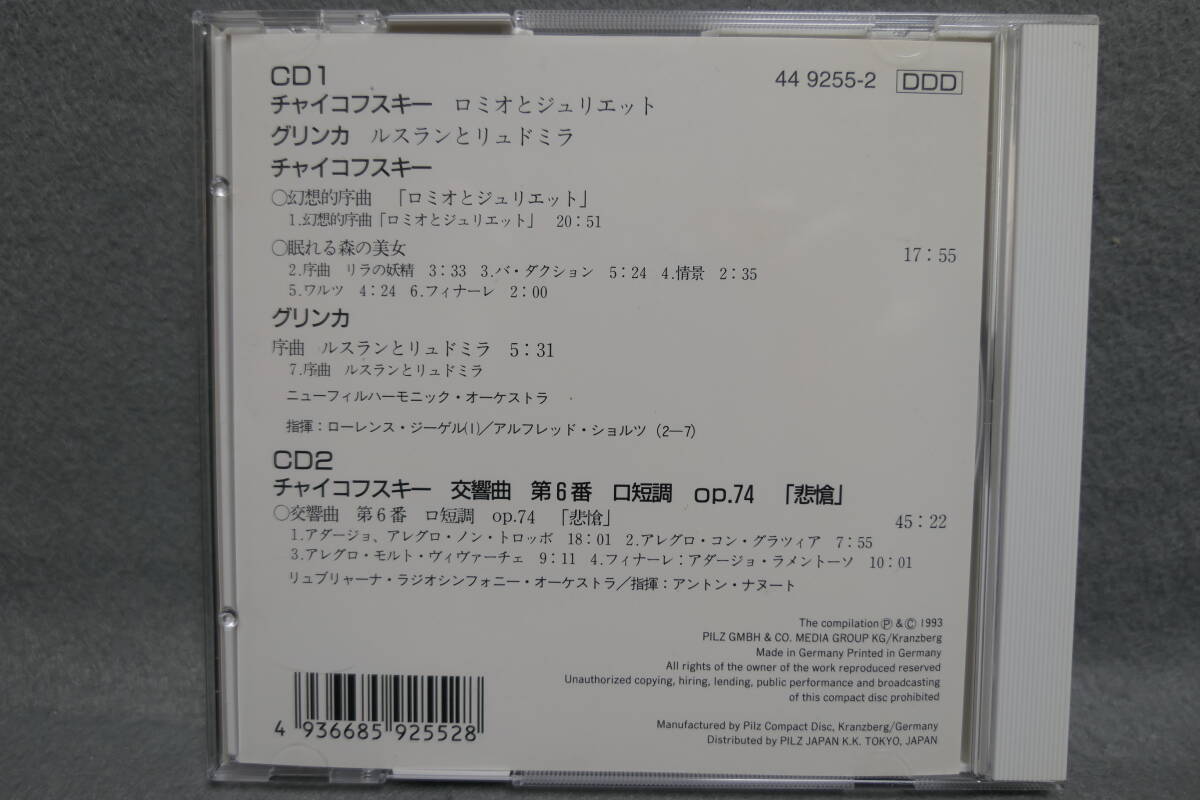 CD1 44 9255-2 DDD
チャイコフスキー ロミオとジュリエット
グリンカ ルスランとリュドミラ
チャイコフスキー
○幻想的序曲 「ロミオとジュリエット」
1.幻想的序曲「ロミオとジュリエット」 20：51
○眠れる森の美女 17：55
2.序曲 リラの妖精 3：33 3.パ・ダクション 5：24 4.情景 2：35
5.ワルツ 4：24 6.フィナーレ 2：00
グリンカ
序曲 ルスランとリュドミラ 5：31
7.序曲 ルスランとリュドミラ
ニューフィルハーモニック・オーケストラ
指揮：ローレンス・ジーゲル(1)／アルフレッド・ショルツ (2―7)
CD2
チャイコフスキー 交響曲 第6番 ロ短調 op.74 「悲愴」
○交響曲 第6番 ロ短調 op.74 「悲愴」 45：22
1.アダージョ、アレグロ・ノン・トロッポ 18：01 2.アレグロ・コン・グラツィア 7：55
3.アレグロ・モルト・ヴィヴァーチェ 9：11 4.フィナーレ：アダージョ・ラメントーソ 10：01
リュブリャーナ・ラジオシンフォニー・オーケストラ／指揮：アントン・ナヌート
The compilation Ⓟ & © 1993
PILZ GMBH & CO. MEDIA GROUP KG/Kranzberg
Made in Germany Printed in Germany
All rights of the owner of the work reproduced reserved
Unauthorized copying, hiring, lending, public performance and broadcasting
of this compact disc prohibited
Manufactured by Pilz Compact Disc, Kranzberg/Germany
Distributed by PILZ JAPAN K.K. TOKYO, JAPAN
4 936685 925528